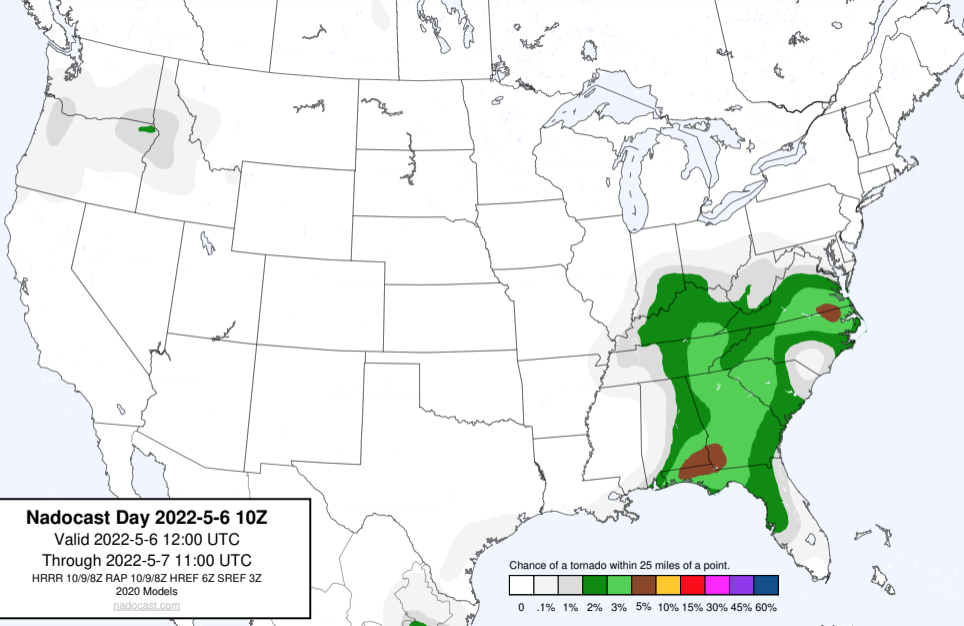 Nadocast Day 2022-5-6 10Z
Valid 2022-5-6 12:00 UTC
Through 2022-5-7 11:00 UTC
HRRR 10/9/8Z RAP 10/9/8Z HREF 6Z SREF 3Z
2020 Models
nadocast.com
Chance of a tornado within 25 miles of a point.
0 .1% 1% 2% 3% 5% 10% 15% 30% 45% 60%